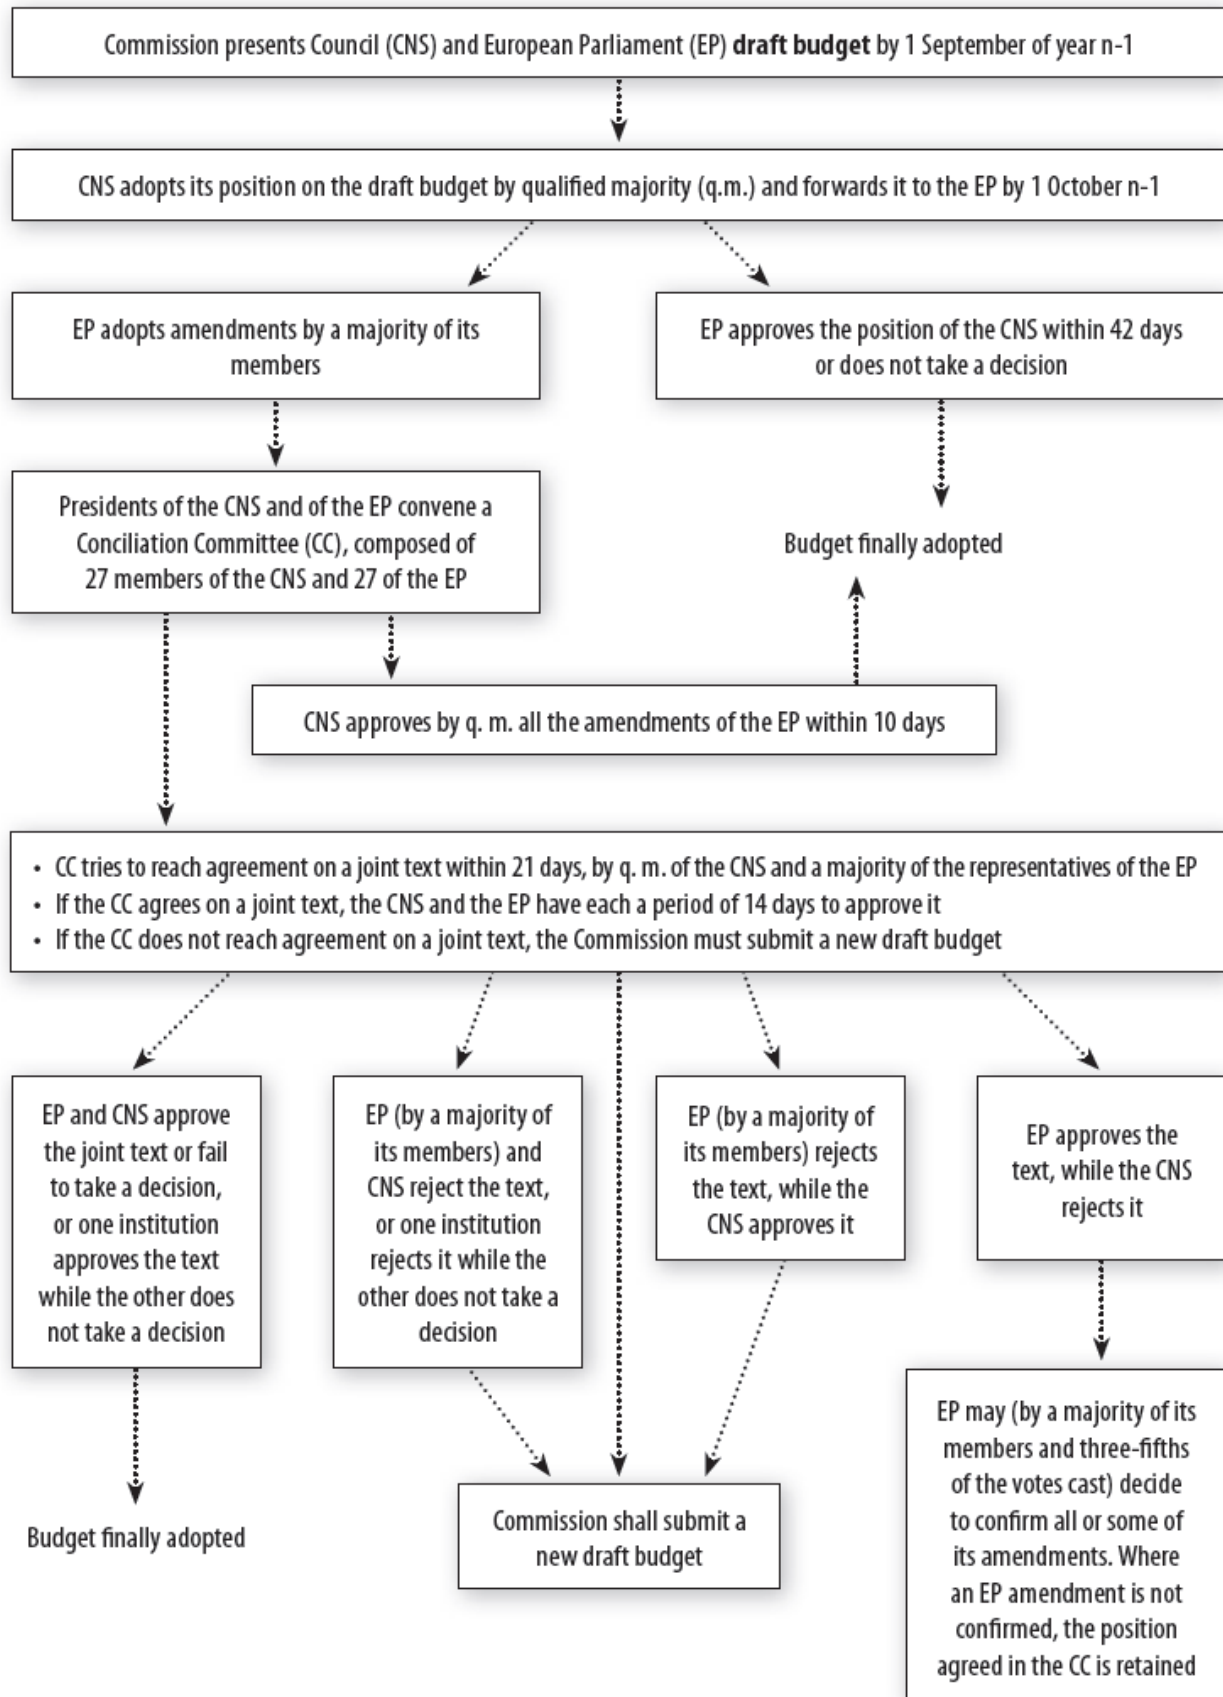 Commission presents Council (CNS) and European Parliament (EP) draft budget by 1 September of year n-1
CNS adopts its position on the draft budget by qualified majority (q.m.) and forwards it to the EP by 1 October n-1
EP adopts amendments by a majority of its
members
EP approves the position of the CNS within 42 days
or does not take a decision
Presidents of the CNS and of the EP convene a
Conciliation Committee (CC), composed of
27 members of the CNS and 27 of the EP
Budget finally adopted
CNS approves by q. m. all the amendments of the EP within 10 days
• CC tries to reach agreement on a joint text within 21 days, by q. m. of the CNS and a majority of the representatives of the EP
• If the CC agrees on a joint text, the CNS and the EP have each a period of 14 days to approve it
• If the CC does not reach agreement on a joint text, the Commission must submit a new draft budget
EP and CNS approve
the joint text or fail
to take a decision,
or one institution
approves the text
while the other does
not take a decision
EP (by a majority of
its members) and
CNS reject the text,
or one institution
rejects it while the
other does not take a
decision
EP (by a majority of
its members) rejects
the text, while the
CNS approves it
EP approves the
text, while the CNS
rejects it
Budget finally adopted
Commission shall submit a
new draft budget
EP may (by a majority of its
members and three-fifths
of the votes cast) decide
to confirm all or some of
its amendments. Where
an EP amendment is not
confirmed, the position
agreed in the CC is retained